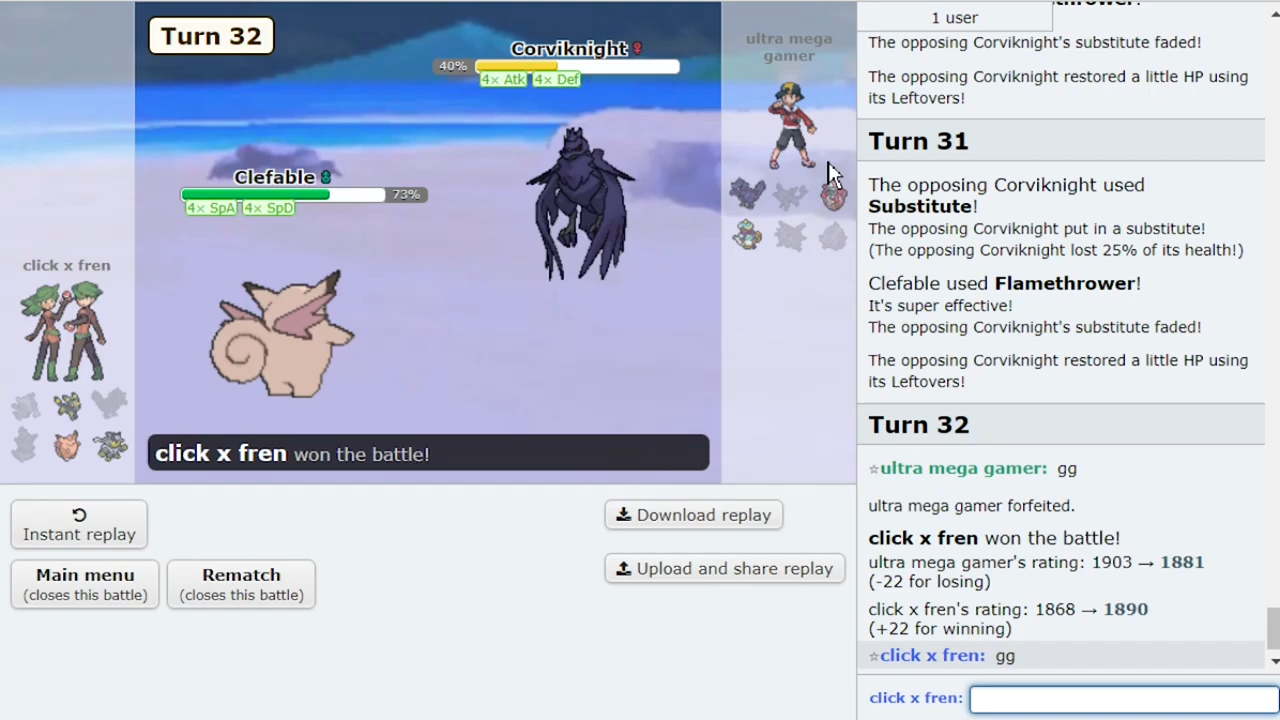 Turn 32
Corviknight
40%
4× Atk 4× Def
Clefable
73%
4× SpA 4× SpD
click x fren
ultra mega
gamer
click x fren won the battle!
Instant replay
Main menu
(closes this battle)
Rematch
(closes this battle)
Download replay
Upload and share replay
1 user
The opposing Corviknight's substitute faded!
The opposing Corviknight restored a little HP using
its Leftovers!
Turn 31
The opposing Corviknight used
Substitute!
The opposing Corviknight put in a substitute!
(The opposing Corviknight lost 25% of its health!)
Clefable used Flamethrower!
It's super effective!
The opposing Corviknight's substitute faded!
The opposing Corviknight restored a little HP using
its Leftovers!
Turn 32
☆ultra mega gamer: gg
ultra mega gamer forfeited.
click x fren won the battle!
ultra mega gamer's rating: 1903 → 1881
(-22 for losing)
click x fren's rating: 1868 → 1890
(+22 for winning)
☆click x fren: gg
click x fren: